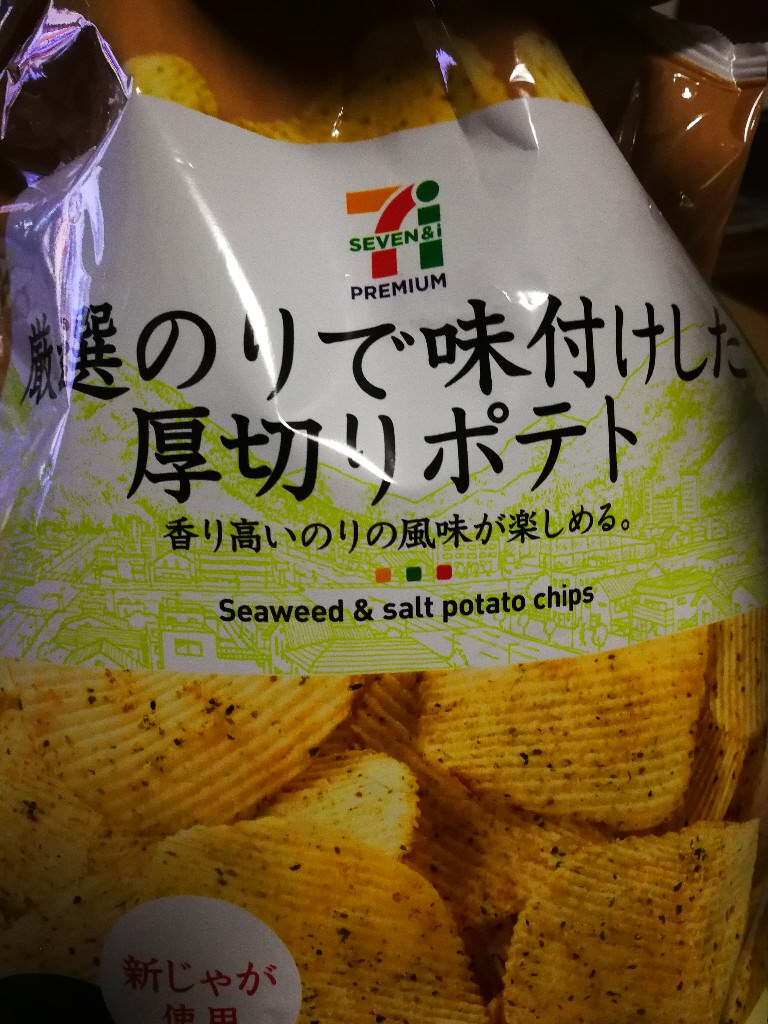 SEVEN&i
PREMIUM
厳選のりで味付けした
厚切りポテト
香り高いのりの風味が楽しめる。
Seaweed & salt potato chips
新じゃが
使用